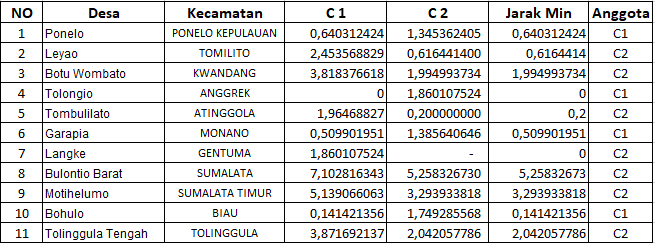 NO Desa Kecamatan C 1 C 2 Jarak Min Anggota
1 Ponelo PONELO KEPULAUAN 0,640312424 1,345362405 0,640312424 C1
2 Leyao TOMILITO 2,453568829 0,616441400 0,6164414 C2
3 Botu Wombato KWANDANG 3,818376618 1,994993734 1,994993734 C2
4 Tolongio ANGGREK 0 1,860107524 0 C1
5 Tombulilato ATINGGOLA 1,96468827 0,200000000 0,2 C2
6 Garapia MONANO 0,509901951 1,385640646 0,509901951 C1
7 Langke GENTUMA 1,860107524 - 0 C2
8 Bulontio Barat SUMALATA 7,102816343 5,258326730 5,25832673 C2
9 Motihelumo SUMALATA TIMUR 5,139066063 3,293933818 3,293933818 C2
10 Bohulo BIAU 0,141421356 1,749285568 0,141421356 C1
11 Tolinggula Tengah TOLINGGULA 3,871692137 2,042057786 2,042057786 C2